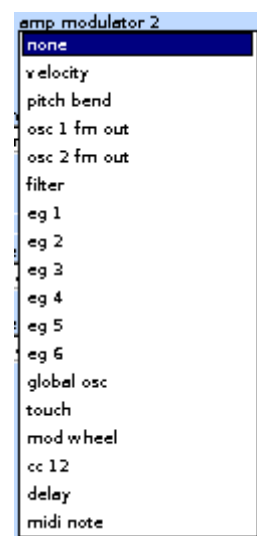 amp modulator 2
none
velocity
pitch bend
osc 1 fm out
osc 2 fm out
filter
eg 1
eg 2
eg 3
eg 4
eg 5
eg 6
global osc
touch
mod wheel
cc 12
delay
midi note